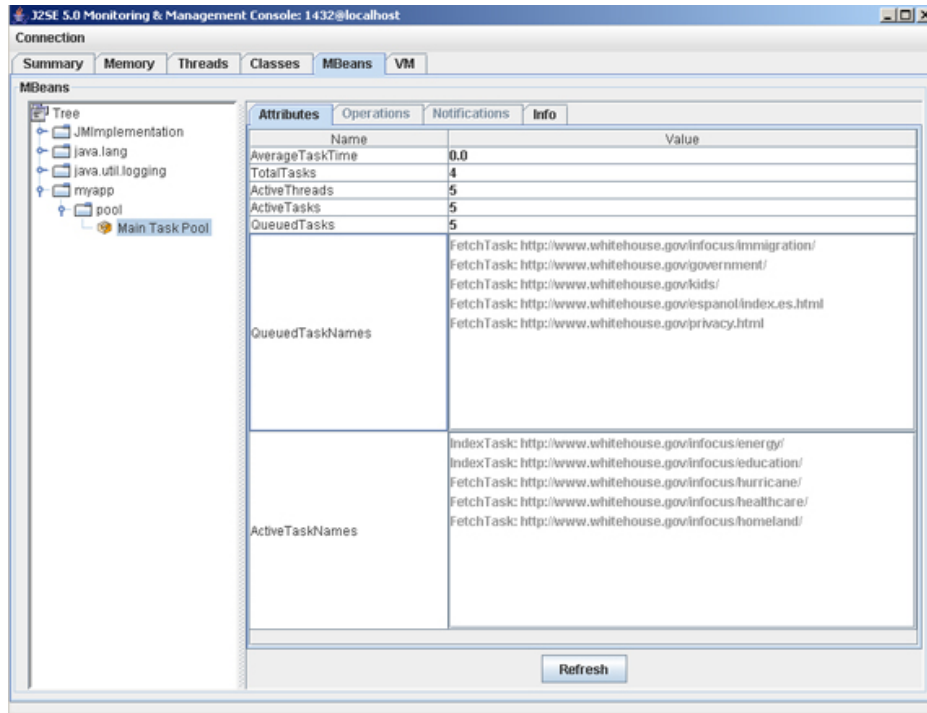 J2SE 5.0 Monitoring & Management Console: 1432@localhost
Connection
Summary Memory Threads Classes MBeans VM
MBeans
Tree
JMImplementation
java.lang
java.util.logging
myapp
pool
Main Task Pool
Attributes Operations Notifications Info
Name Value
AverageTaskTime 0.0
TotalTasks 4
ActiveThreads 5
ActiveTasks 5
QueuedTasks 5
QueuedTaskNames
FetchTask: http://www.whitehouse.gov/infocus/immigration/
FetchTask: http://www.whitehouse.gov/government/
FetchTask: http://www.whitehouse.gov/kids/
FetchTask: http://www.whitehouse.gov/espanol/index.es.html
FetchTask: http://www.whitehouse.gov/privacy.html
ActiveTaskNames
IndexTask: http://www.whitehouse.gov/infocus/energy/
IndexTask: http://www.whitehouse.gov/infocus/education/
FetchTask: http://www.whitehouse.gov/infocus/hurricane/
FetchTask: http://www.whitehouse.gov/infocus/healthcare/
FetchTask: http://www.whitehouse.gov/infocus/homeland/
Refresh